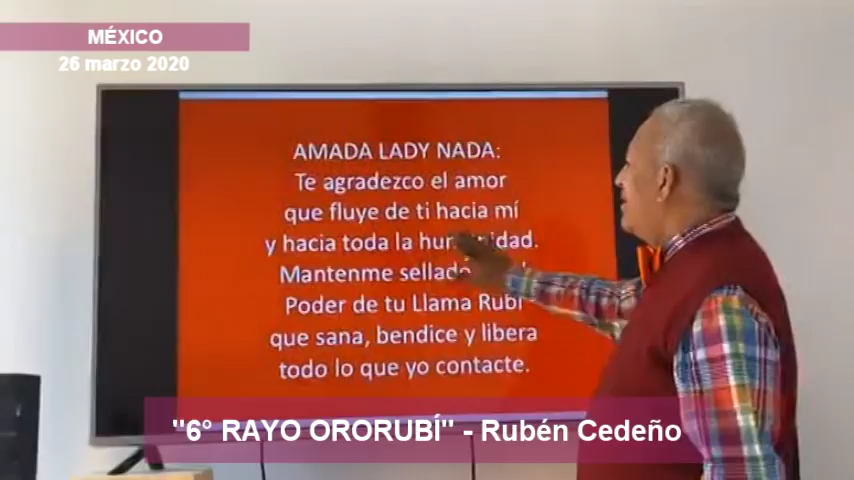 MÉXICO
26 marzo 2020
AMADA LADY NADA:
Te agradezco el amor
que fluye de ti hacia mí
y hacia toda la
Mantenme
Poder de tu Llama Rubí
que sana, bendice y libera
todo lo que yo contacte.
"6° RAYO ORORUBÍ" - Rubén Cedeño